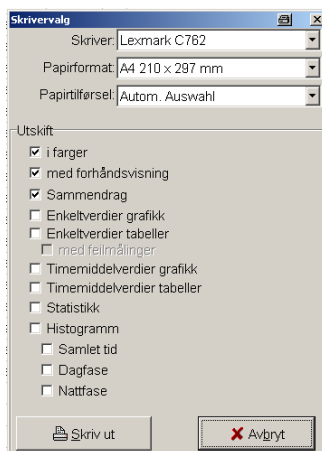 Skrivervalg
Skriver: Lexmark C762
Papirformat: A4 210 x 297 mm
Papirtilførsel: Autom. Auswahl
Utskift
i farger
med forhåndsvisning
Sammendrag
Enkeltverdier grafikk
Enkeltverdier tabeller
med feilmålinger
Timemiddelverdier grafikk
Timemiddelverdier tabeller
Statistikk
Histogramm
Samlet tid
Dagfase
Nattfase
Skriv ut Avbryt